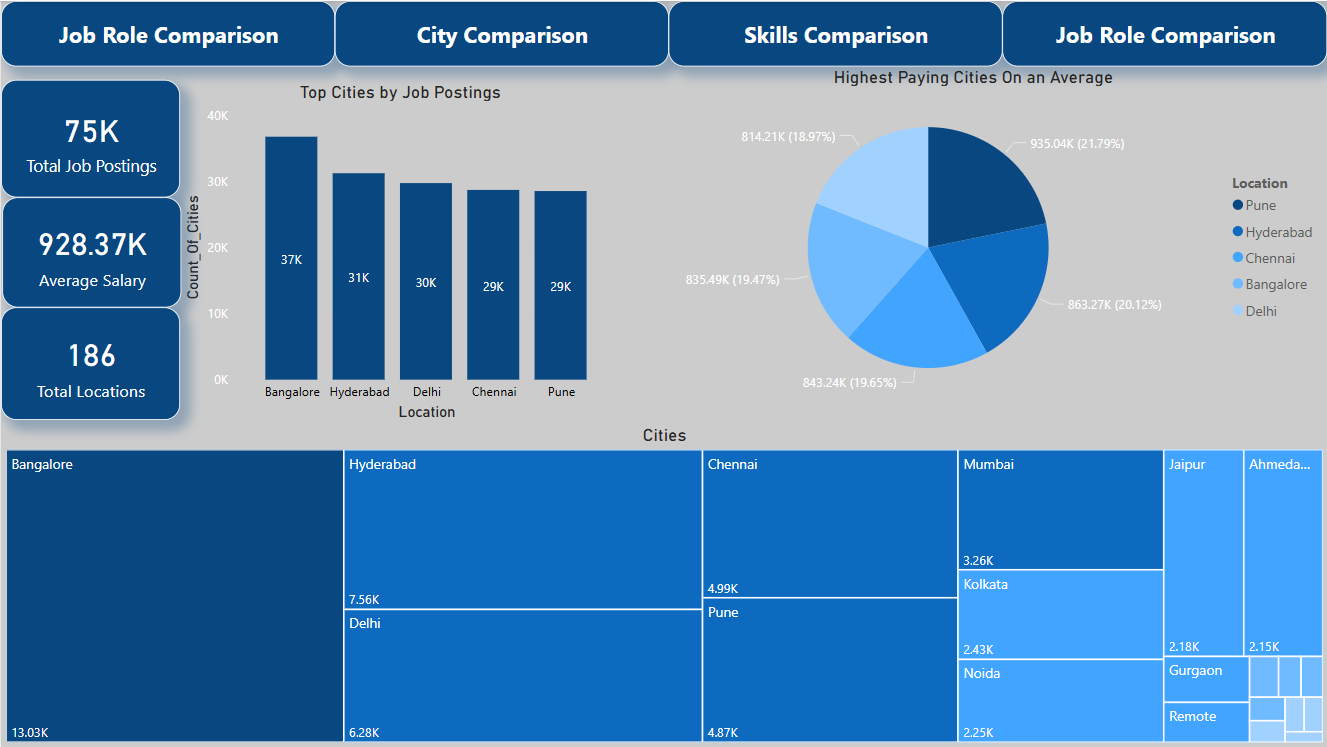 Job Role Comparison
City Comparison
Skills Comparison
Job Role Comparison
75K
Total Job Postings
928.37K
Average Salary
186
Total Locations
Top Cities by Job Postings
Count_Of_Cities
40K
30K
20K
10K
0K
37K
31K
30K
29K
29K
Bangalore
Hyderabad
Delhi
Chennai
Pune
Location
Highest Paying Cities On an Average
935.04K (21.79%)
863.27K (20.12%)
843.24K (19.65%)
835.49K (19.47%)
814.21K (18.97%)
Location
Pune
Hyderabad
Chennai
Bangalore
Delhi
Cities
Bangalore
13.03K
Hyderabad
7.56K
Delhi
6.28K
Chennai
4.99K
Pune
4.87K
Mumbai
3.26K
Kolkata
2.43K
Noida
2.25K
Jaipur
2.18K
Ahmeda...
2.15K
Gurgaon
Remote